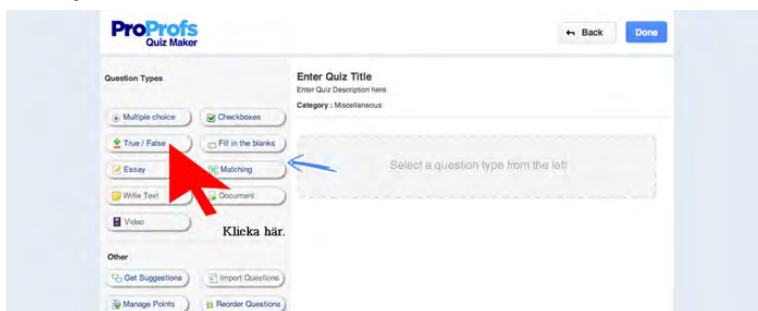 ProProfs
Quiz Maker
Back
Done
Question Types
Multiple choice
Checkboxes
True / False
Fill in the blanks
Essay
Matching
Write Text
Document
Video
Klicka här.
Other
Get Suggestions
Import Questions
Manage Points
Reorder Questions
Enter Quiz Title
Enter Quiz Description here
Category : Miscellaneous
Select a question type from the left